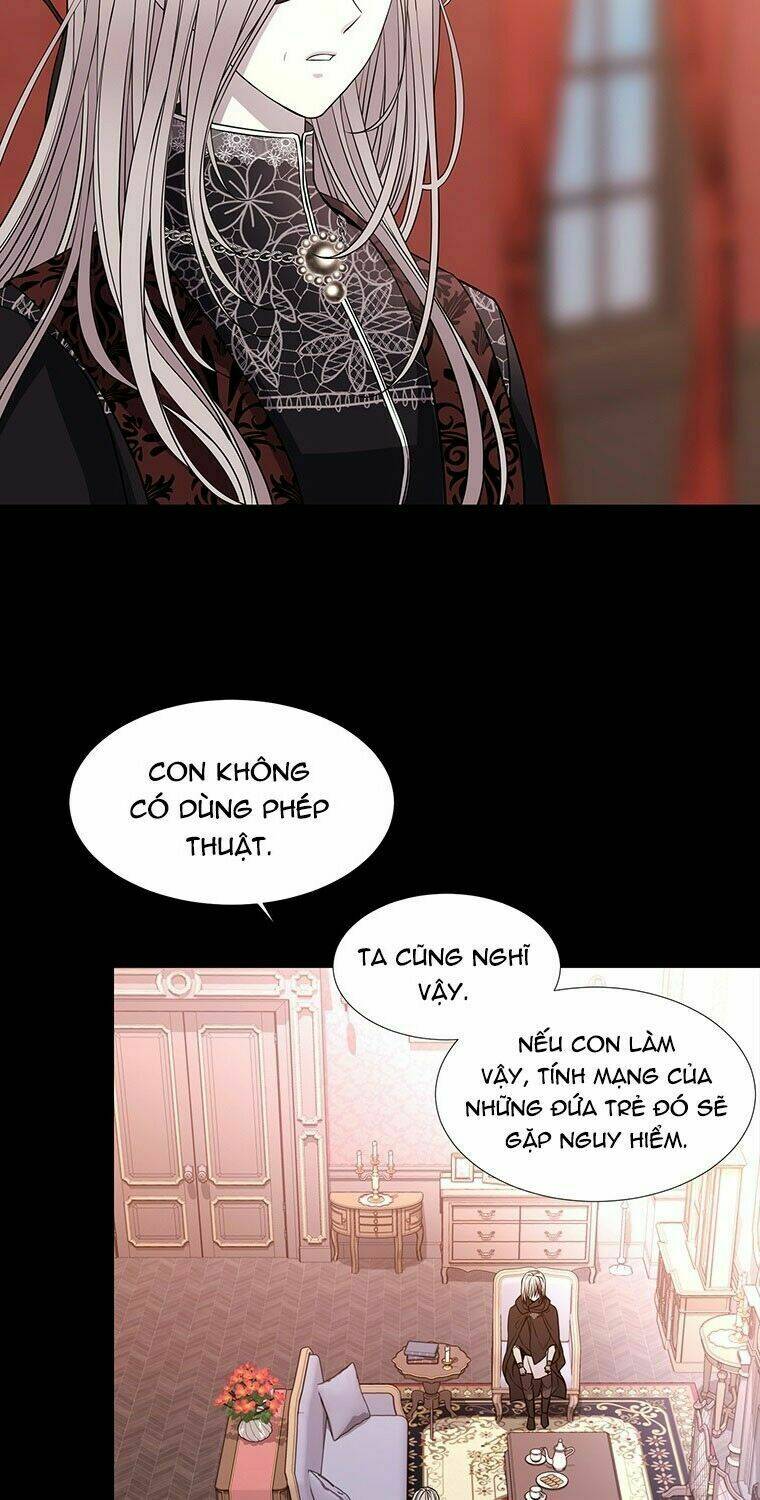 CON KHÔNG
CÓ DÙNG PHÉP
THUẬT.
TA CŨNG NGHĨ
VẬY.
NẾU CON LÀM
VẬY, TÍNH MẠNG CỦA
NHỮNG ĐỨA TRẺ ĐÓ SẼ
GẶP NGUY HIỂM.